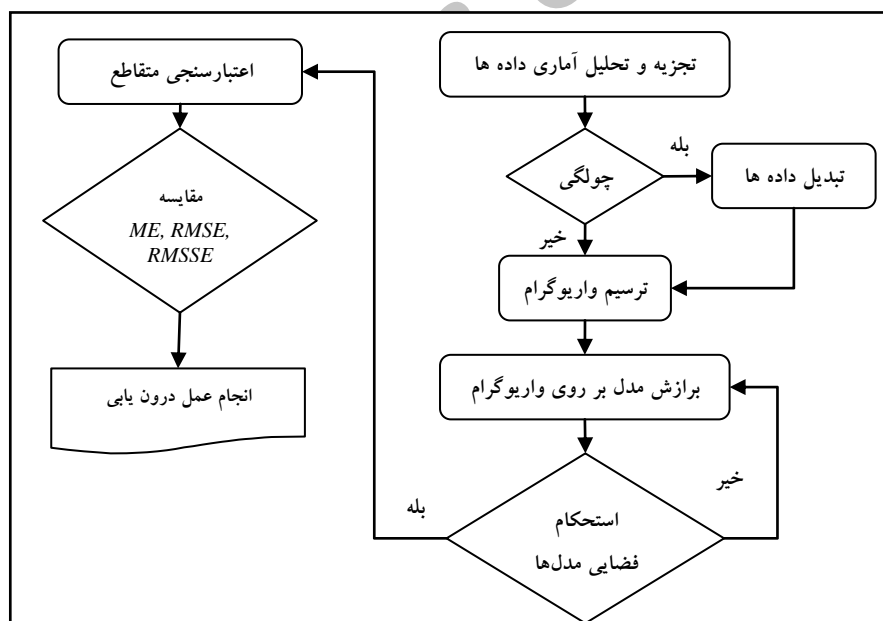 تجزیه و تحلیل آماری داده ها
چولگی
بله
تبدیل داده ها
خیر
ترسیم واریوگرام
برازش مدل بر روی واریوگرام
استحکام
فضایی مدل‌ها
خیر
بله
اعتبارسنجی متقاطع
مقایسه
ME, RMSE,
RMSSE
انجام عمل درون یابی